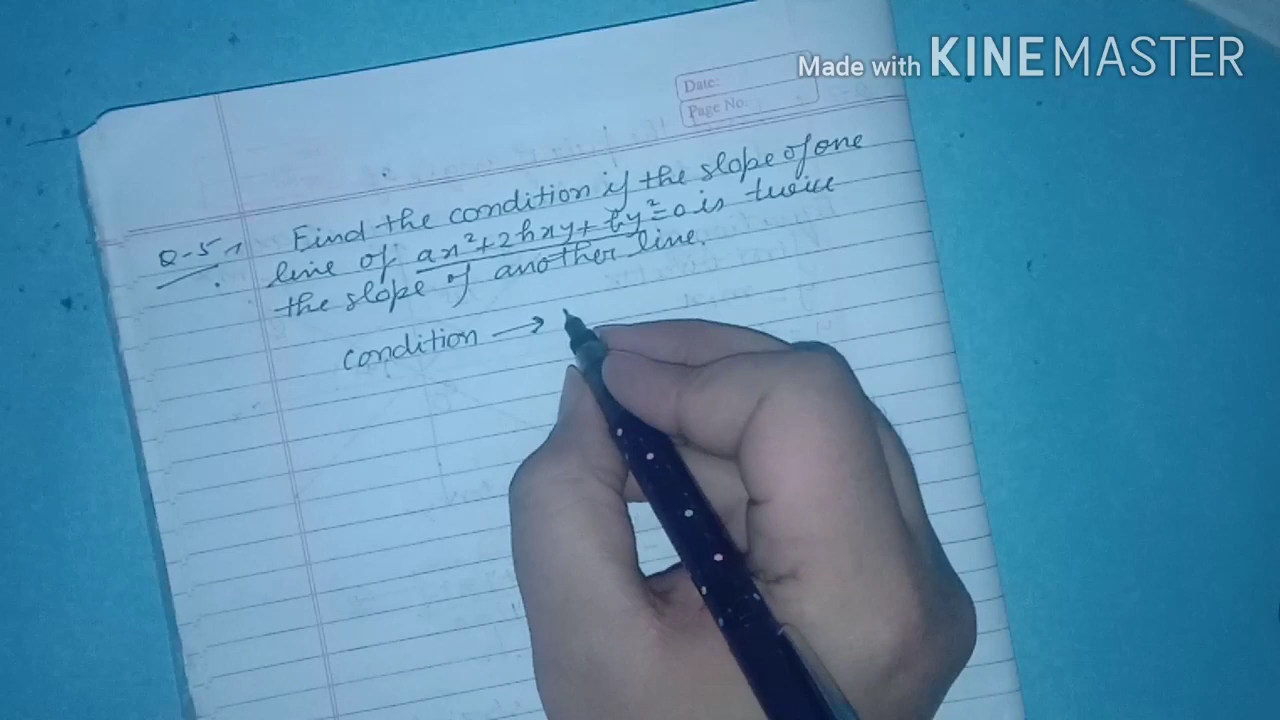 Made with KINEMASTER
Date:
Page No.
Q-5 Find the condition if the slope of one
line of ax²+2hxy+by²=0 is twice
the slope of another line.
condition →